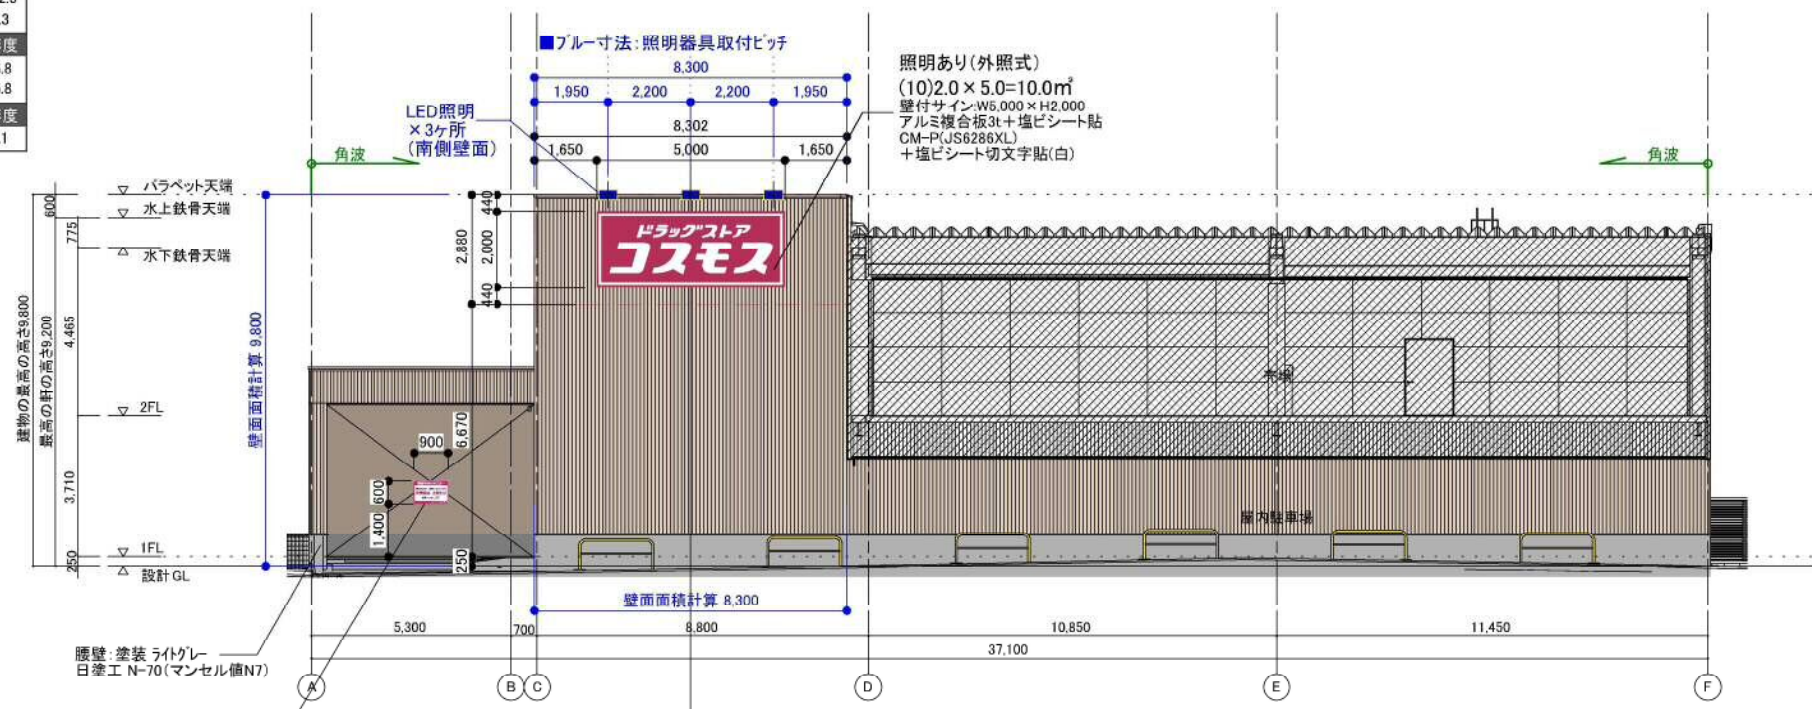 .3
度
.8
.8
度
.1
■ブルー寸法:照明器具取付ピッチ
8,300
1,950 2,200 2,200 1,950
8,302
1,650 5,000 1,650
LED照明
×3ヶ所
(南側壁面)
照明あり(外照式)
(10)2.0×5.0=10.0㎡
壁付サイン:W5,000×H2,000
アルミ複合板3t+塩ビシート貼
CM-P(JS6286XL)
+塩ビシート切文字貼(白)
角波
角波
パラペット天端
水上鉄骨天端
水下鉄骨天端
2FL
1FL
設計GL
建物の最高の高さ9,800
最高の軒の高さ9,200
600
775
4,465
3,710
250
壁面面積計算 9,800
440
2,000
440
2,880
6,670
250
ドラッグストア
コスモス
900
600
1,400
売場
屋内駐車場
壁面面積計算 8,300
5,300 700 8,800 10,850 11,450
37,100
腰壁:塗装 ライトグレー
日塗工 N-70(マンセル値N7)
A B C D E F